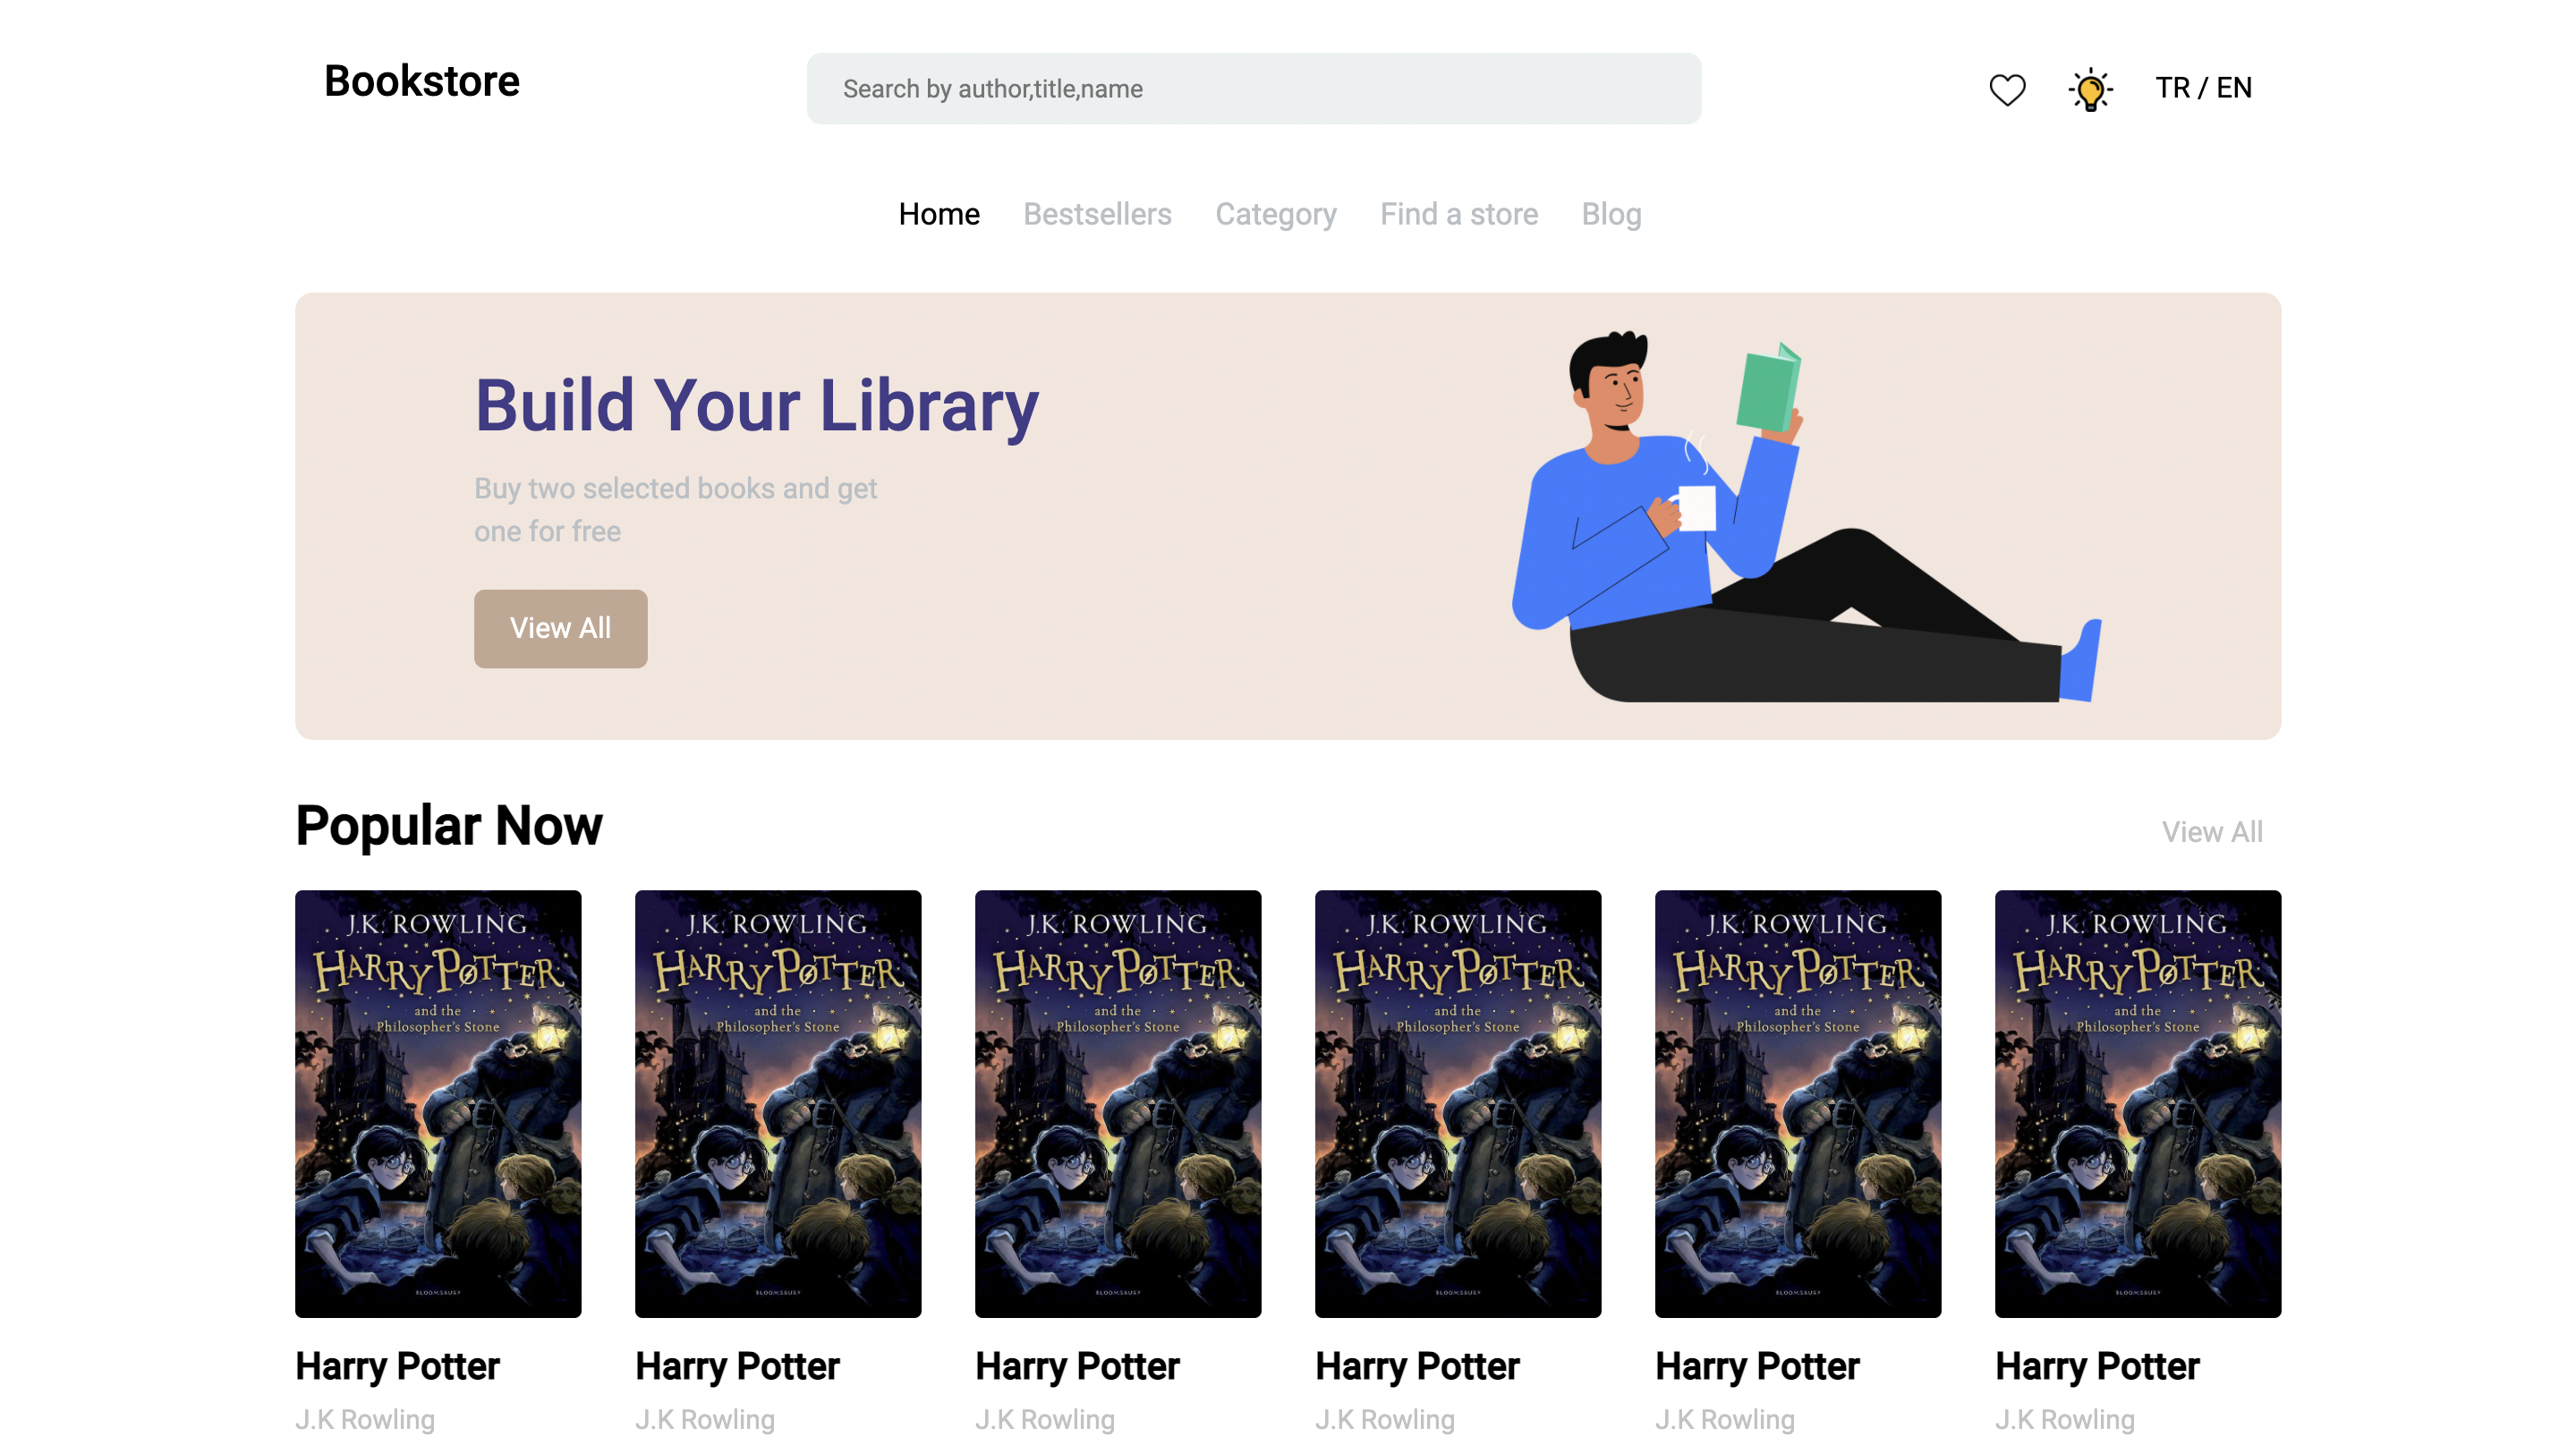 Bookstore
Search by author,title,name
TR / EN
Home Bestsellers Category Find a store Blog
Build Your Library
Buy two selected books and get
one for free
View All
Popular Now
View All
J.K. ROWLING
HARRY POTTER
and the
Philosopher's Stone
BLOOMSBURY
J.K. ROWLING
HARRY POTTER
and the
Philosopher's Stone
BLOOMSBURY
J.K. ROWLING
HARRY POTTER
and the
Philosopher's Stone
BLOOMSBURY
J.K. ROWLING
HARRY POTTER
and the
Philosopher's Stone
BLOOMSBURY
J.K. ROWLING
HARRY POTTER
and the
Philosopher's Stone
BLOOMSBURY
J.K. ROWLING
HARRY POTTER
and the
Philosopher's Stone
BLOOMSBURY
Harry Potter Harry Potter Harry Potter Harry Potter Harry Potter Harry Potter
J.K Rowling J.K Rowling J.K Rowling J.K Rowling J.K Rowling J.K Rowling